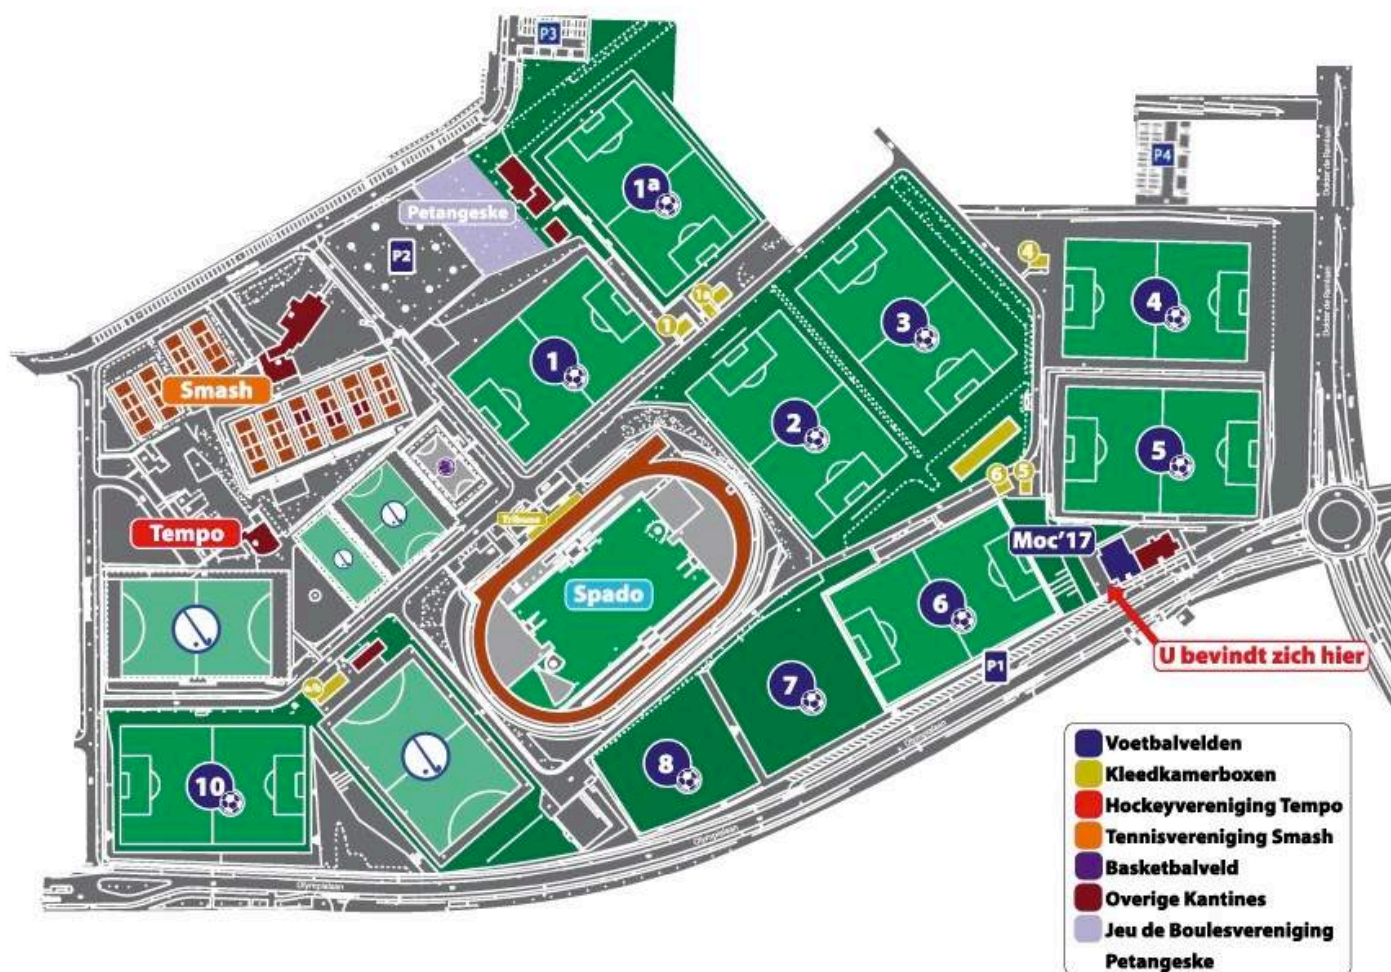 P3
1a
P4
Petangeske
P2
4
1a
1
3
4
1
Smash
2
5
6
5
Tribune
Tempo
Moc'17
Spado
6
U bevindt zich hier
P1
7
a/b
8
10
Olympialaan
Olympialaan
Voetbalvelden
Kleedkamerboxen
Hockeyvereniging Tempo
Tennisvereniging Smash
Basketbalveld
Overige Kantines
Jeu de Boulesvereniging
Petangeske